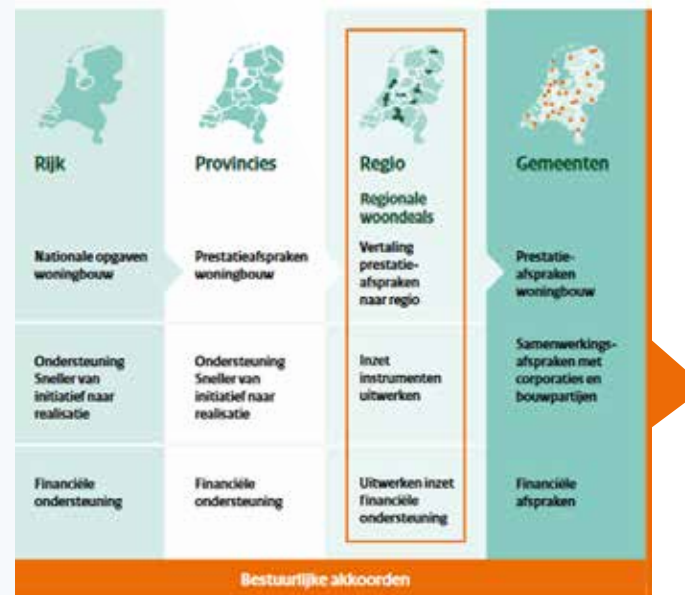 Rijk
Nationale opgaven
woningbouw
Ondersteuning
Sneller van
initiatief naar
realisatie
Financiële
ondersteuning
Provincies
Prestatieafspraken
woningbouw
Ondersteuning
Sneller van
initiatief naar
realisatie
Financiële
ondersteuning
Regio
Regionale
woondeals
Vertaling
prestatie-
afspraken
naar regio
Inzet
instrumenten
uitwerken
Uitwerken inzet
financiële
ondersteuning
Gemeenten
Prestatie-
afspraken
woningbouw
Samenwerkings-
afspraken met
corporaties en
bouwpartijen
Financiële
afspraken
Bestuurlijke akkoorden